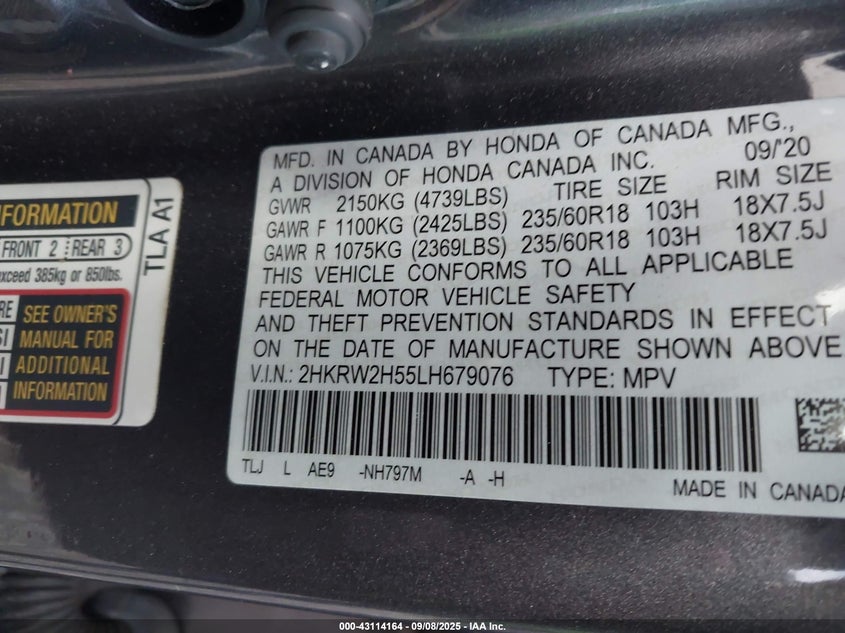 MFD. IN CANADA BY HONDA OF CANADA MFG.,
A DIVISION OF HONDA CANADA INC. 09/'20
GVWR 2150KG (4739LBS) TIRE SIZE RIM SIZE
GAWR F 1100KG (2425LBS) 235/60R18 103H 18X7.5J
GAWR R 1075KG (2369LBS) 235/60R18 103H 18X7.5J
THIS VEHICLE CONFORMS TO ALL APPLICABLE
FEDERAL MOTOR VEHICLE SAFETY
AND THEFT PREVENTION STANDARDS IN EFFECT
ON THE DATE OF MANUFACTURE SHOWN ABOVE
V.I.N.: 2HKRW2H55LH679076 TYPE: MPV
TLJ L AE9 -NH797M -A -H
MADE IN CANADA
NFORMATION
FRONT 2 REAR 3
exceed 385kg or 850lbs.
SEE OWNER'S
MANUAL FOR
ADDITIONAL
INFORMATION
TLA A1
000-43114164 - 09/08/2025 - IAA Inc.